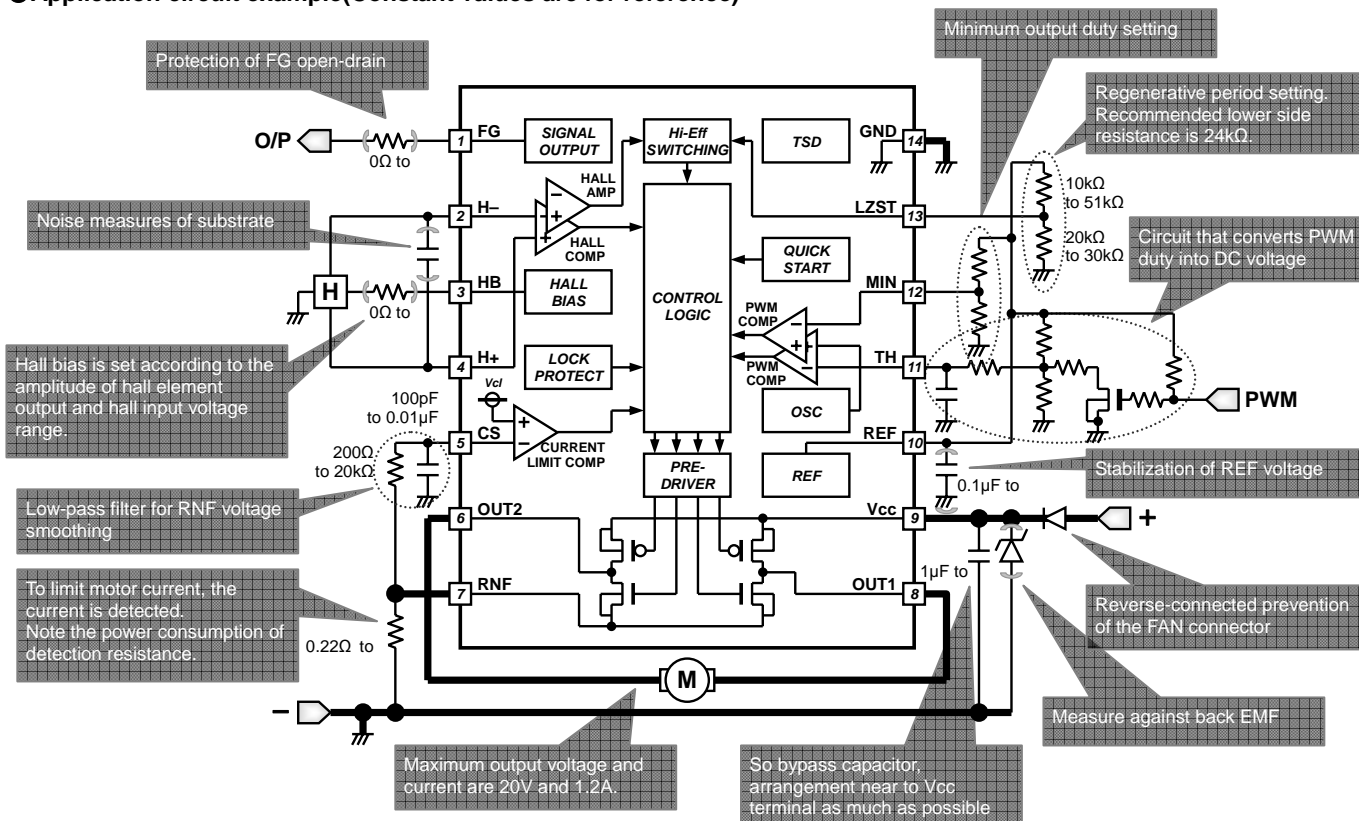 Application circuit example(Constant values are for reference)
Minimum output duty setting
Protection of FG open-drain
Regenerative period setting.
Recommended lower side
resistance is 24kΩ.
O/P
0Ω to
1
FG
SIGNAL
OUTPUT
Hi-Eff
SWITCHING
TSD
GND
14
HALL
AMP
10kΩ
to 51kΩ
Noise measures of substrate
2
H–
LZST
13
20kΩ
to 30kΩ
Circuit that converts PWM
duty into DC voltage
HALL
COMP
QUICK
START
H
0Ω to
3
HB
HALL
BIAS
CONTROL
LOGIC
MIN
12
PWM
COMP
Hall bias is set according to the
amplitude of hall element
output and hall input voltage
range.
4
H+
LOCK
PROTECT
PWM
COMP
TH
11
Vcl
100pF
to 0.01µF
OSC
PWM
5
CS
CURRENT
LIMIT COMP
REF
10
200Ω
to 20kΩ
PRE-
DRIVER
REF
0.1µF to
Stabilization of REF voltage
Low-pass filter for RNF voltage
smoothing
6
OUT2
Vcc
9
+
To limit motor current, the
current is detected.
Note the power consumption of
detection resistance.
7
RNF
OUT1
8
1µF to
Reverse-connected prevention
of the FAN connector
0.22Ω to
M
–
Measure against back EMF
Maximum output voltage and
current are 20V and 1.2A.
So bypass capacitor,
arrangement near to Vcc
terminal as much as possible